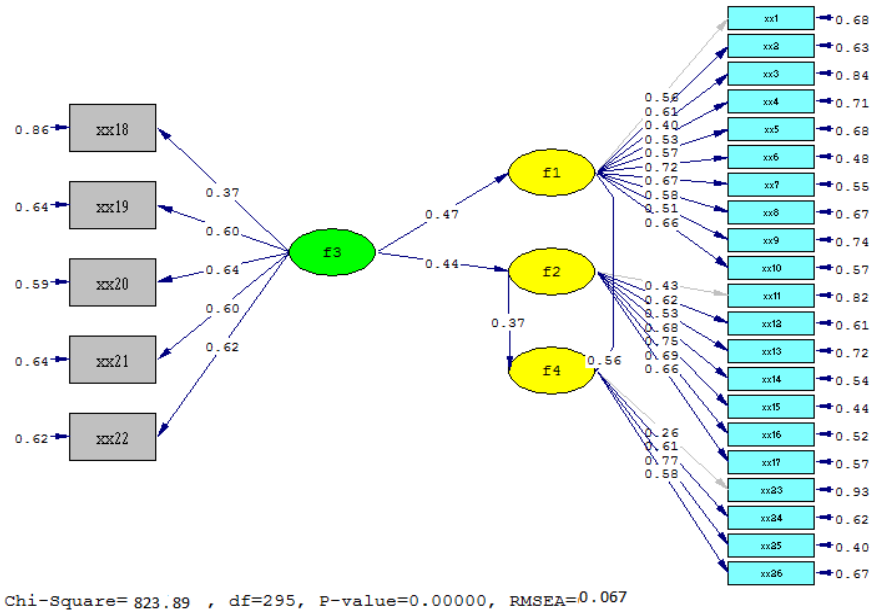 xx1
0.68
xx2
0.63
xx3
0.84
xx4
0.71
xx5
0.68
xx6
0.48
xx7
0.55
xx8
0.67
xx9
0.74
xx10
0.57
xx11
0.82
xx12
0.61
xx13
0.72
xx14
0.54
xx15
0.44
xx16
0.52
xx17
0.57
xx23
0.93
xx24
0.62
xx25
0.40
xx26
0.67
0.56
0.61
0.40
0.53
0.57
0.72
0.67
0.58
0.51
0.66
0.43
0.62
0.53
0.68
0.75
0.69
0.66
0.26
0.61
0.77
0.58
f1
f2
f4
0.47
0.44
0.37
0.56
f3
0.37
0.60
0.64
0.60
0.62
0.86
xx18
0.64
xx19
0.59
xx20
0.64
xx21
0.62
xx22
Chi-Square= 823.89 , df=295, P-value=0.00000, RMSEA=0.067